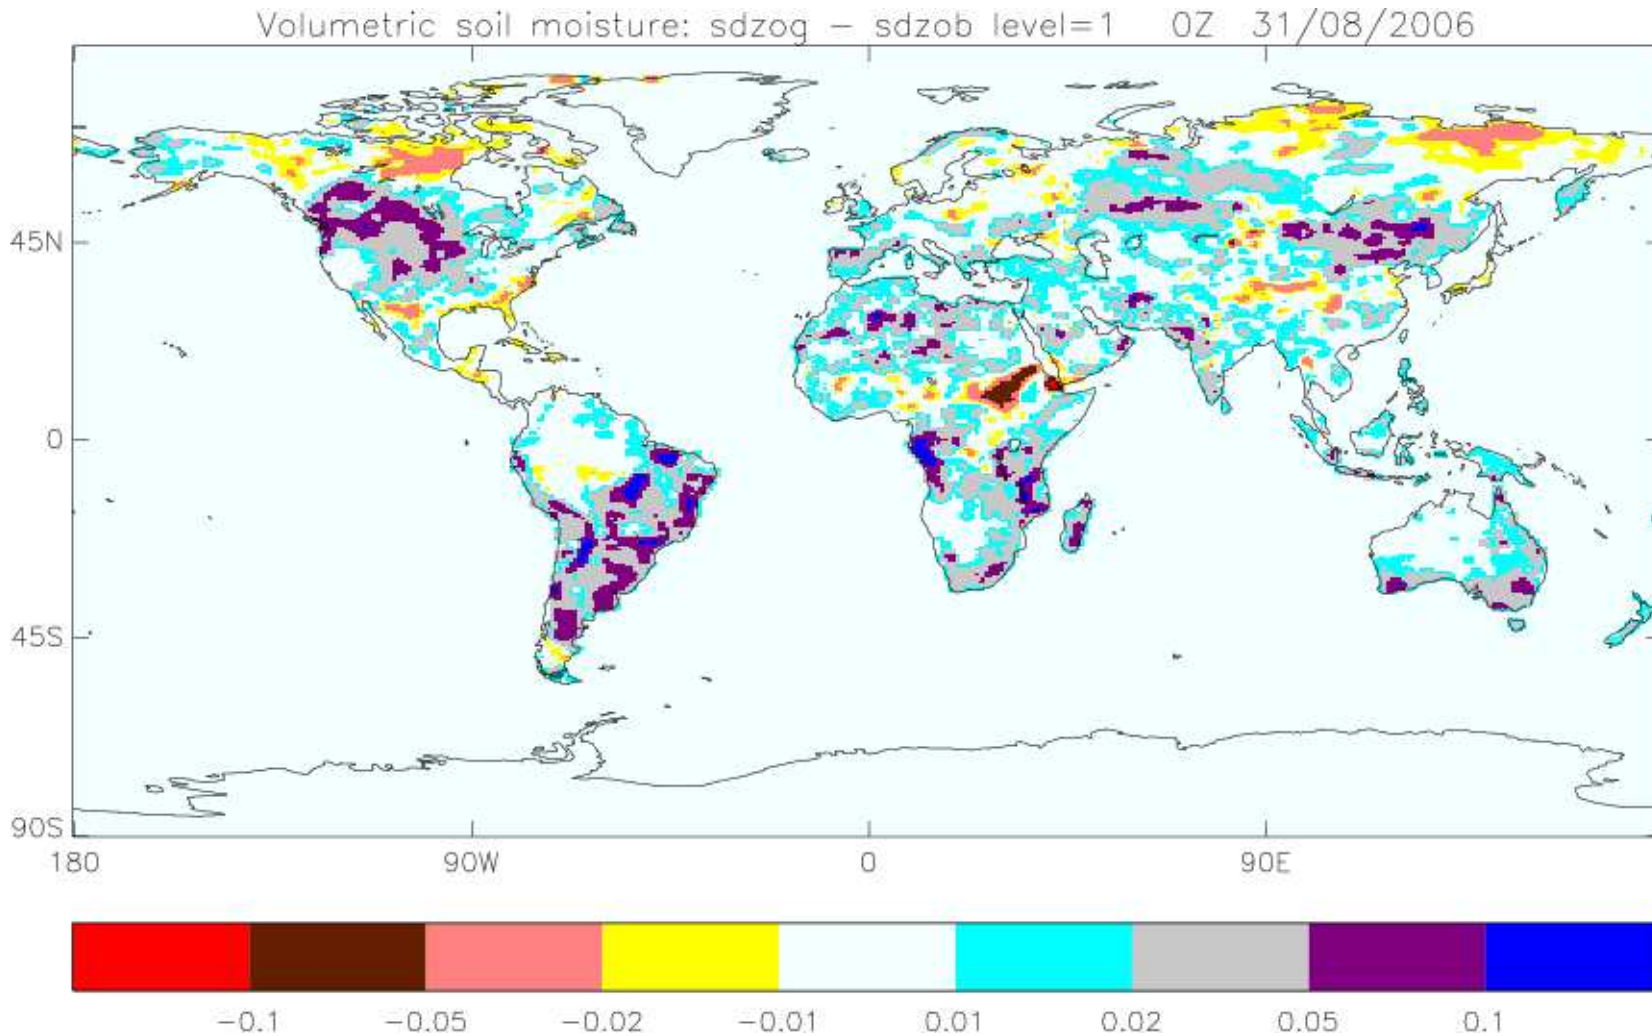 Volumetric soil moisture: sdzog – sdzob level=1 0Z 31/08/2006
45N
0
45S
90S
180 90W 0 90E
−0.1 −0.05 −0.02 −0.01 0.01 0.02 0.05 0.1